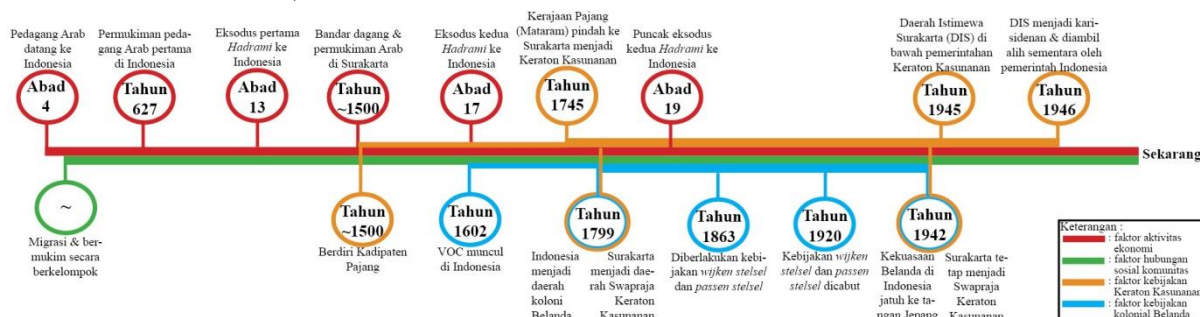 Pedagang Arab
datang ke
Indonesia
Abad
4
Permukiman peda-
gang Arab pertama
di Indonesia
Tahun
627
Eksodus pertama
Hadrami ke
Indonesia
Abad
13
Bandar dagang &
permukiman Arab
di Surakarta
Tahun
~1500
Eksodus kedua
Hadrami ke
Indonesia
Abad
17
Kerajaan Pajang
(Mataram) pindah ke
Surakarta menjadi
Keraton Kasunanan
Tahun
1745
Puncak eksodus
kedua Hadrami ke
Indonesia
Abad
19
Daerah Istimewa
Surakarta (DIS) di
bawah pemerintahan
Keraton Kasunanan
Tahun
1945
DIS menjadi kari-
sidenan & diambil
alih sementara oleh
pemerintah Indonesia
Tahun
1946
Sekarang
~
Migrasi & ber-
mukim secara
berkelompok
Tahun
~1500
Berdiri Kadipaten
Pajang
Tahun
1602
VOC muncul
di Indonesia
Tahun
1799
Indonesia
menjadi
daerah
koloni
Belanda
Surakarta
menjadi dae-
rah Swapraja
Keraton
Kasunanan
Tahun
1863
Diberlakukan kebi-
jakan wijken stelsel
dan passen stelsel
Tahun
1920
Kebijakan wijken
stelsel dan passen
stelsel dicabut
Tahun
1942
Kekuasaan
Belanda di
Indonesia
jatuh ke ta-
ngan Jepang
Surakarta te-
tap menjadi
Swapraja
Keraton
Kasunanan
Keterangan :
: faktor aktivitas
ekonomi
: faktor hubungan
sosial komunitas
: faktor kebijakan
Keraton Kasunanan
: faktor kebijakan
kolonial Belanda